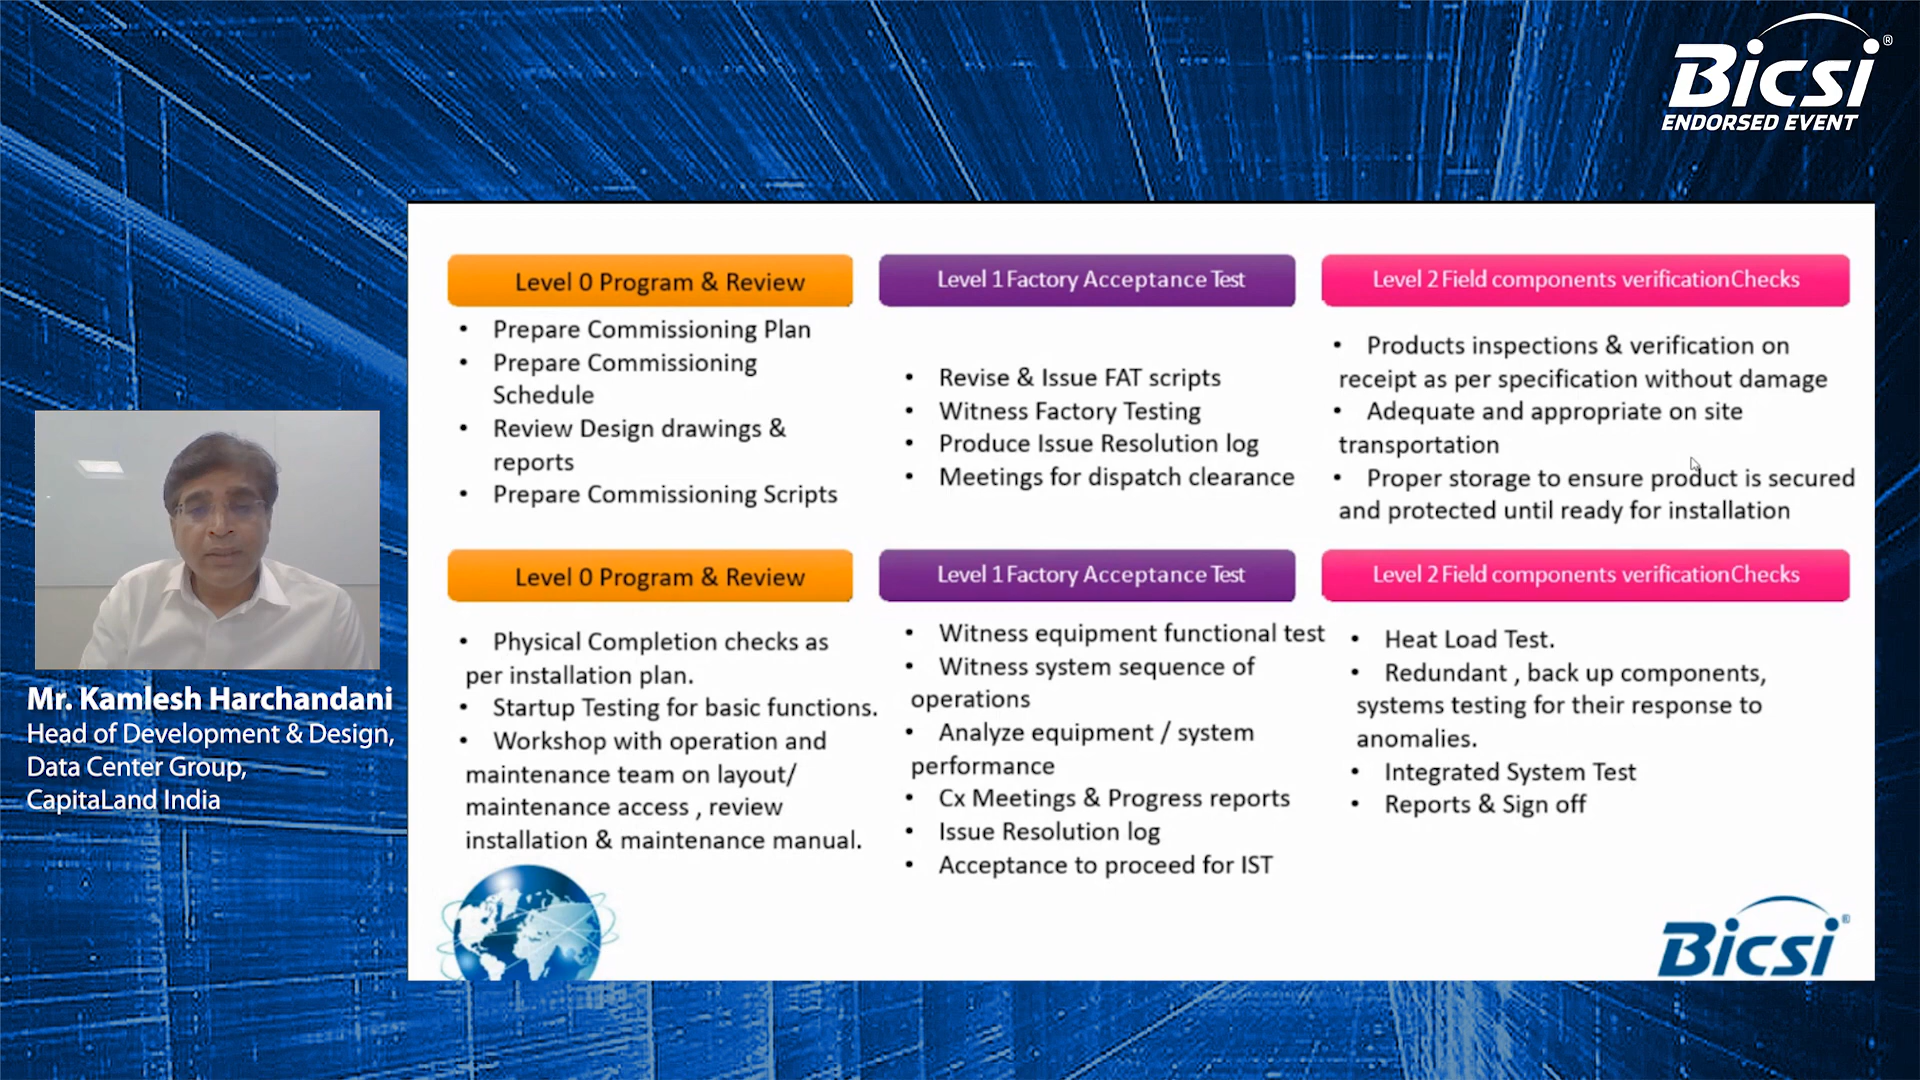 Bicsi®
ENDORSED EVENT
Level 0 Program & Review
• Prepare Commissioning Plan
• Prepare Commissioning
Schedule
• Review Design drawings &
reports
• Prepare Commissioning Scripts
Level 1 Factory Acceptance Test
• Revise & Issue FAT scripts
• Witness Factory Testing
• Produce Issue Resolution log
• Meetings for dispatch clearance
Level 2 Field components verificationChecks
• Products inspections & verification on
receipt as per specification without damage
• Adequate and appropriate on site
transportation
• Proper storage to ensure product is secured
and protected until ready for installation
Level 0 Program & Review
• Physical Completion checks as
per installation plan.
• Startup Testing for basic functions.
• Workshop with operation and
maintenance team on layout/
maintenance access , review
installation & maintenance manual.
Level 1 Factory Acceptance Test
• Witness equipment functional test
• Witness system sequence of
operations
• Analyze equipment / system
performance
• Cx Meetings & Progress reports
• Issue Resolution log
• Acceptance to proceed for IST
Level 2 Field components verificationChecks
• Heat Load Test.
• Redundant , back up components,
systems testing for their response to
anomalies.
• Integrated System Test
• Reports & Sign off
Mr. Kamlesh Harchandani
Head of Development & Design,
Data Center Group,
CapitaLand India
Bicsi®